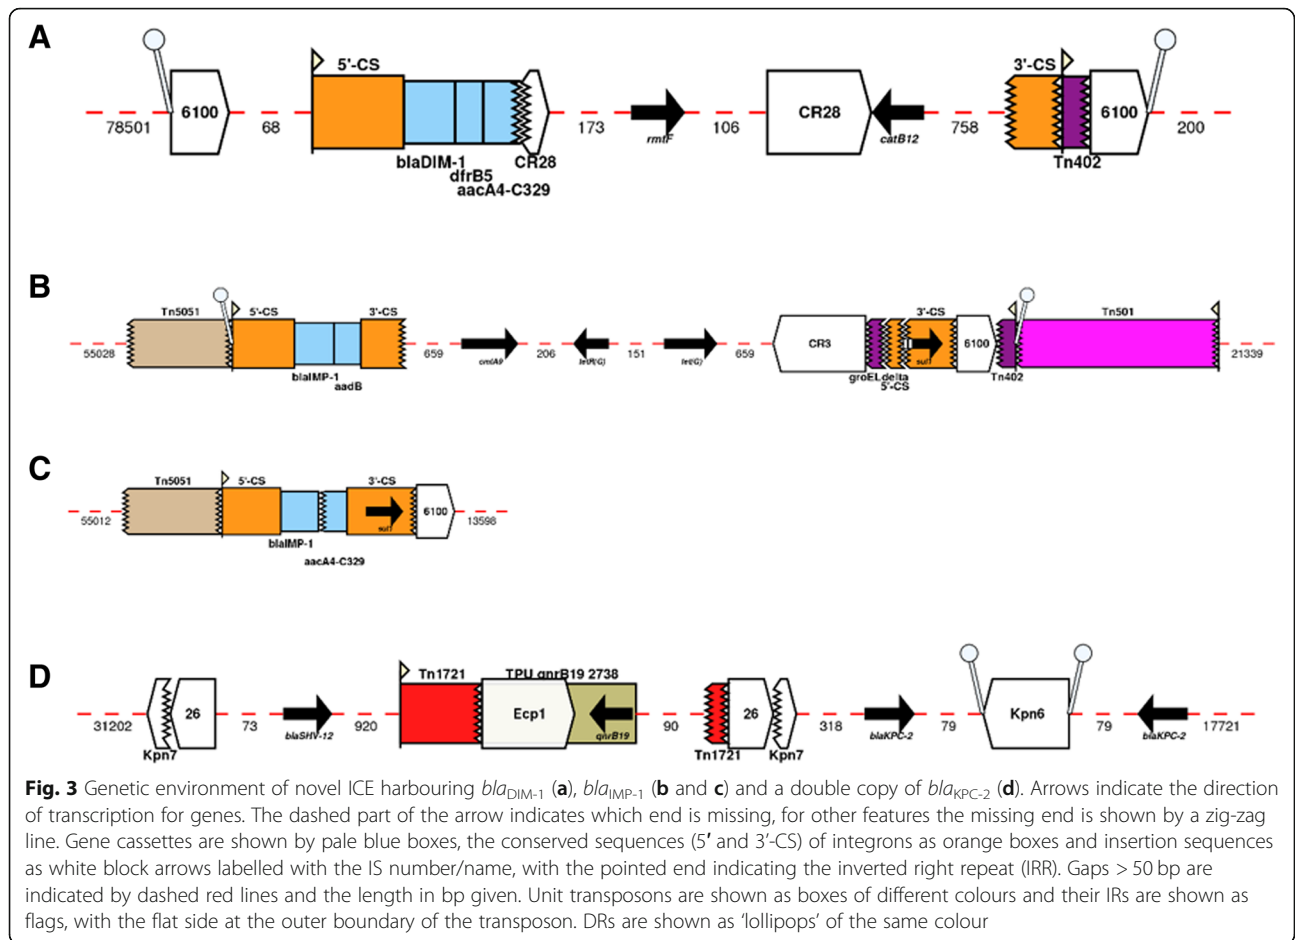 A
5'-CS
3'-CS
6100
CR28
6100
78501
68
173
rmtF
106
catB12
758
200
blaDIM-1
CR28
Tn402
dfrB5
aacA4-C329
B
Tn5051
5'-CS
3'-CS
3'-CS
Tn501
CR3
6100
55028
659
cmlA9
206
tetR(G)
151
tet(G)
659
sul1
21339
blaIMP-1
groELdelta
Tn402
aadB
5'-CS
C
Tn5051
5'-CS
3'-CS
6100
55012
sul1
13598
blaIMP-1
aacA4-C329
D
Tn1721
TPU qnrB19 2738
26
Ecp1
26
Kpn6
31202
73
blaSHV-12
920
qnrB19
90
318
blaKPC-2
79
79
blaKPC-2
17721
Kpn7
Tn1721
Kpn7
Fig. 3 Genetic environment of novel ICE harbouring blaDIM-1 (a), blaIMP-1 (b and c) and a double copy of blaKPC-2 (d). Arrows indicate the direction
of transcription for genes. The dashed part of the arrow indicates which end is missing, for other features the missing end is shown by a zig-zag
line. Gene cassettes are shown by pale blue boxes, the conserved sequences (5′ and 3’-CS) of integrons as orange boxes and insertion sequences
as white block arrows labelled with the IS number/name, with the pointed end indicating the inverted right repeat (IRR). Gaps > 50 bp are
indicated by dashed red lines and the length in bp given. Unit transposons are shown as boxes of different colours and their IRs are shown as
flags, with the flat side at the outer boundary of the transposon. DRs are shown as ‘lollipops’ of the same colour